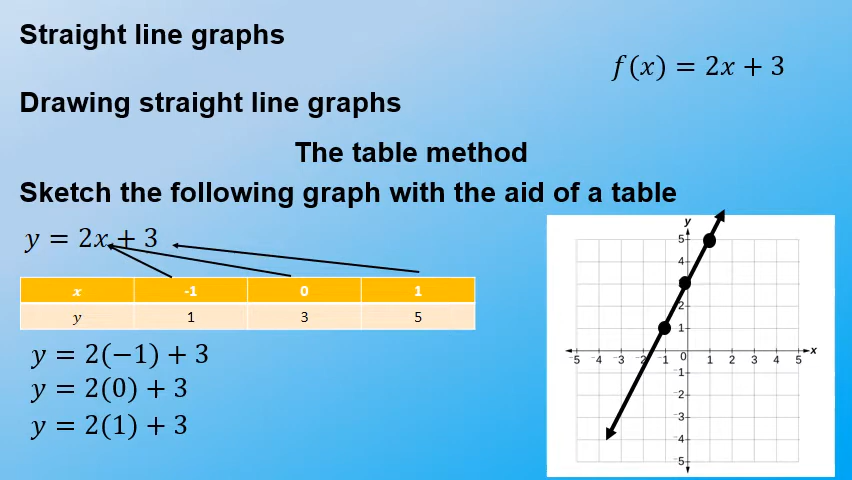 Straight line graphs
f(x) = 2x + 3
Drawing straight line graphs
The table method
Sketch the following graph with the aid of a table
y = 2x + 3
x -1 0 1
y 1 3 5
y = 2(−1) + 3
y = 2(0) + 3
y = 2(1) + 3
y
5
4
2
1
-5 -4 -3 -2 -1 0 1 2 3 4 5 x
-1
-2
-3
-4
-5